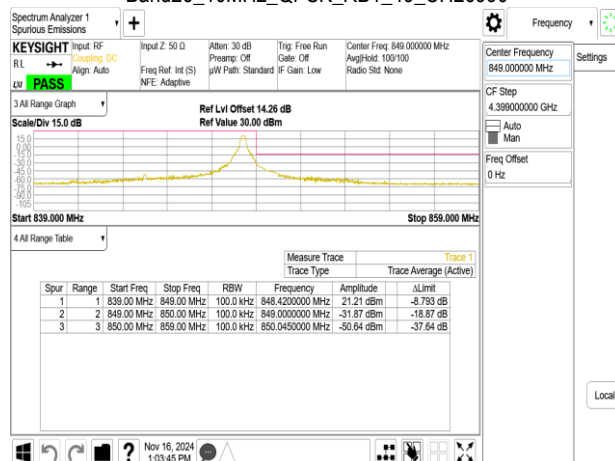 Spectrum Analyzer 1
Spurious Emissions
Frequency
KEYSIGHT
Input: RF
Input Z: 50 Ω
Atten: 30 dB
Trig: Free Run
Center Freq: 849.000000 MHz
RL
Coupling: DC
Preamp: Off
Gate: Off
Avg|Hold: 100/100
Align: Auto
Freq Ref: Int (S)
µW Path: Standard
IF Gain: Low
Radio Std: None
NFE: Adaptive
PASS
Center Frequency
849.000000 MHz
Settings
CF Step
4.399000000 GHz
Auto
Man
Freq Offset
0 Hz
3 All Range Graph
Ref Lvl Offset 14.26 dB
Scale/Div 15.0 dB
Ref Value 30.00 dBm
15.0
0.00
-15.0
-30.0
-45.0
-60.0
-75.0
-90.0
-105
Start 839.000 MHz
Stop 859.000 MHz
4 All Range Table
Measure Trace Trace 1
Trace Type Trace Average (Active)
Spur Range Start Freq Stop Freq RBW Frequency Amplitude ΔLimit
1 1 839.00 MHz 849.00 MHz 100.0 kHz 848.4200000 MHz 21.21 dBm -8.793 dB
2 2 849.00 MHz 850.00 MHz 100.0 kHz 849.0000000 MHz -31.87 dBm -18.87 dB
3 3 850.00 MHz 859.00 MHz 100.0 kHz 850.0450000 MHz -50.64 dBm -37.64 dB
Local
Nov 16, 2024
1:03:45 PM